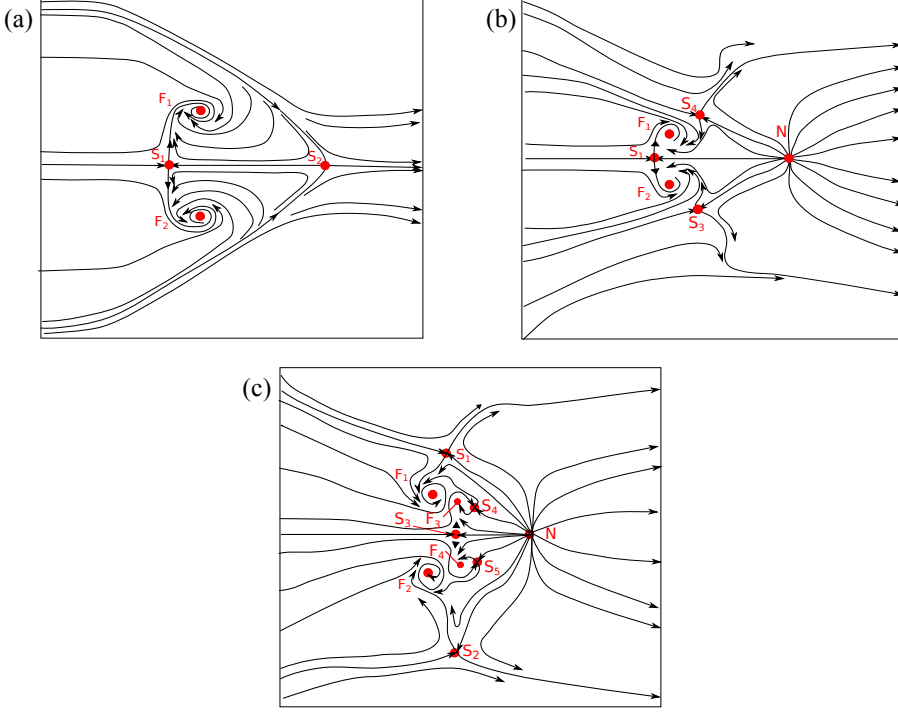 (a)
F₁
S₁
S₂
F₂
(b)
S₄
F₁
N
S₁
F₂
S₃
(c)
S₁
F₁
S₄
F₃
S₃
N
F₄
S₅
F₂
S₂